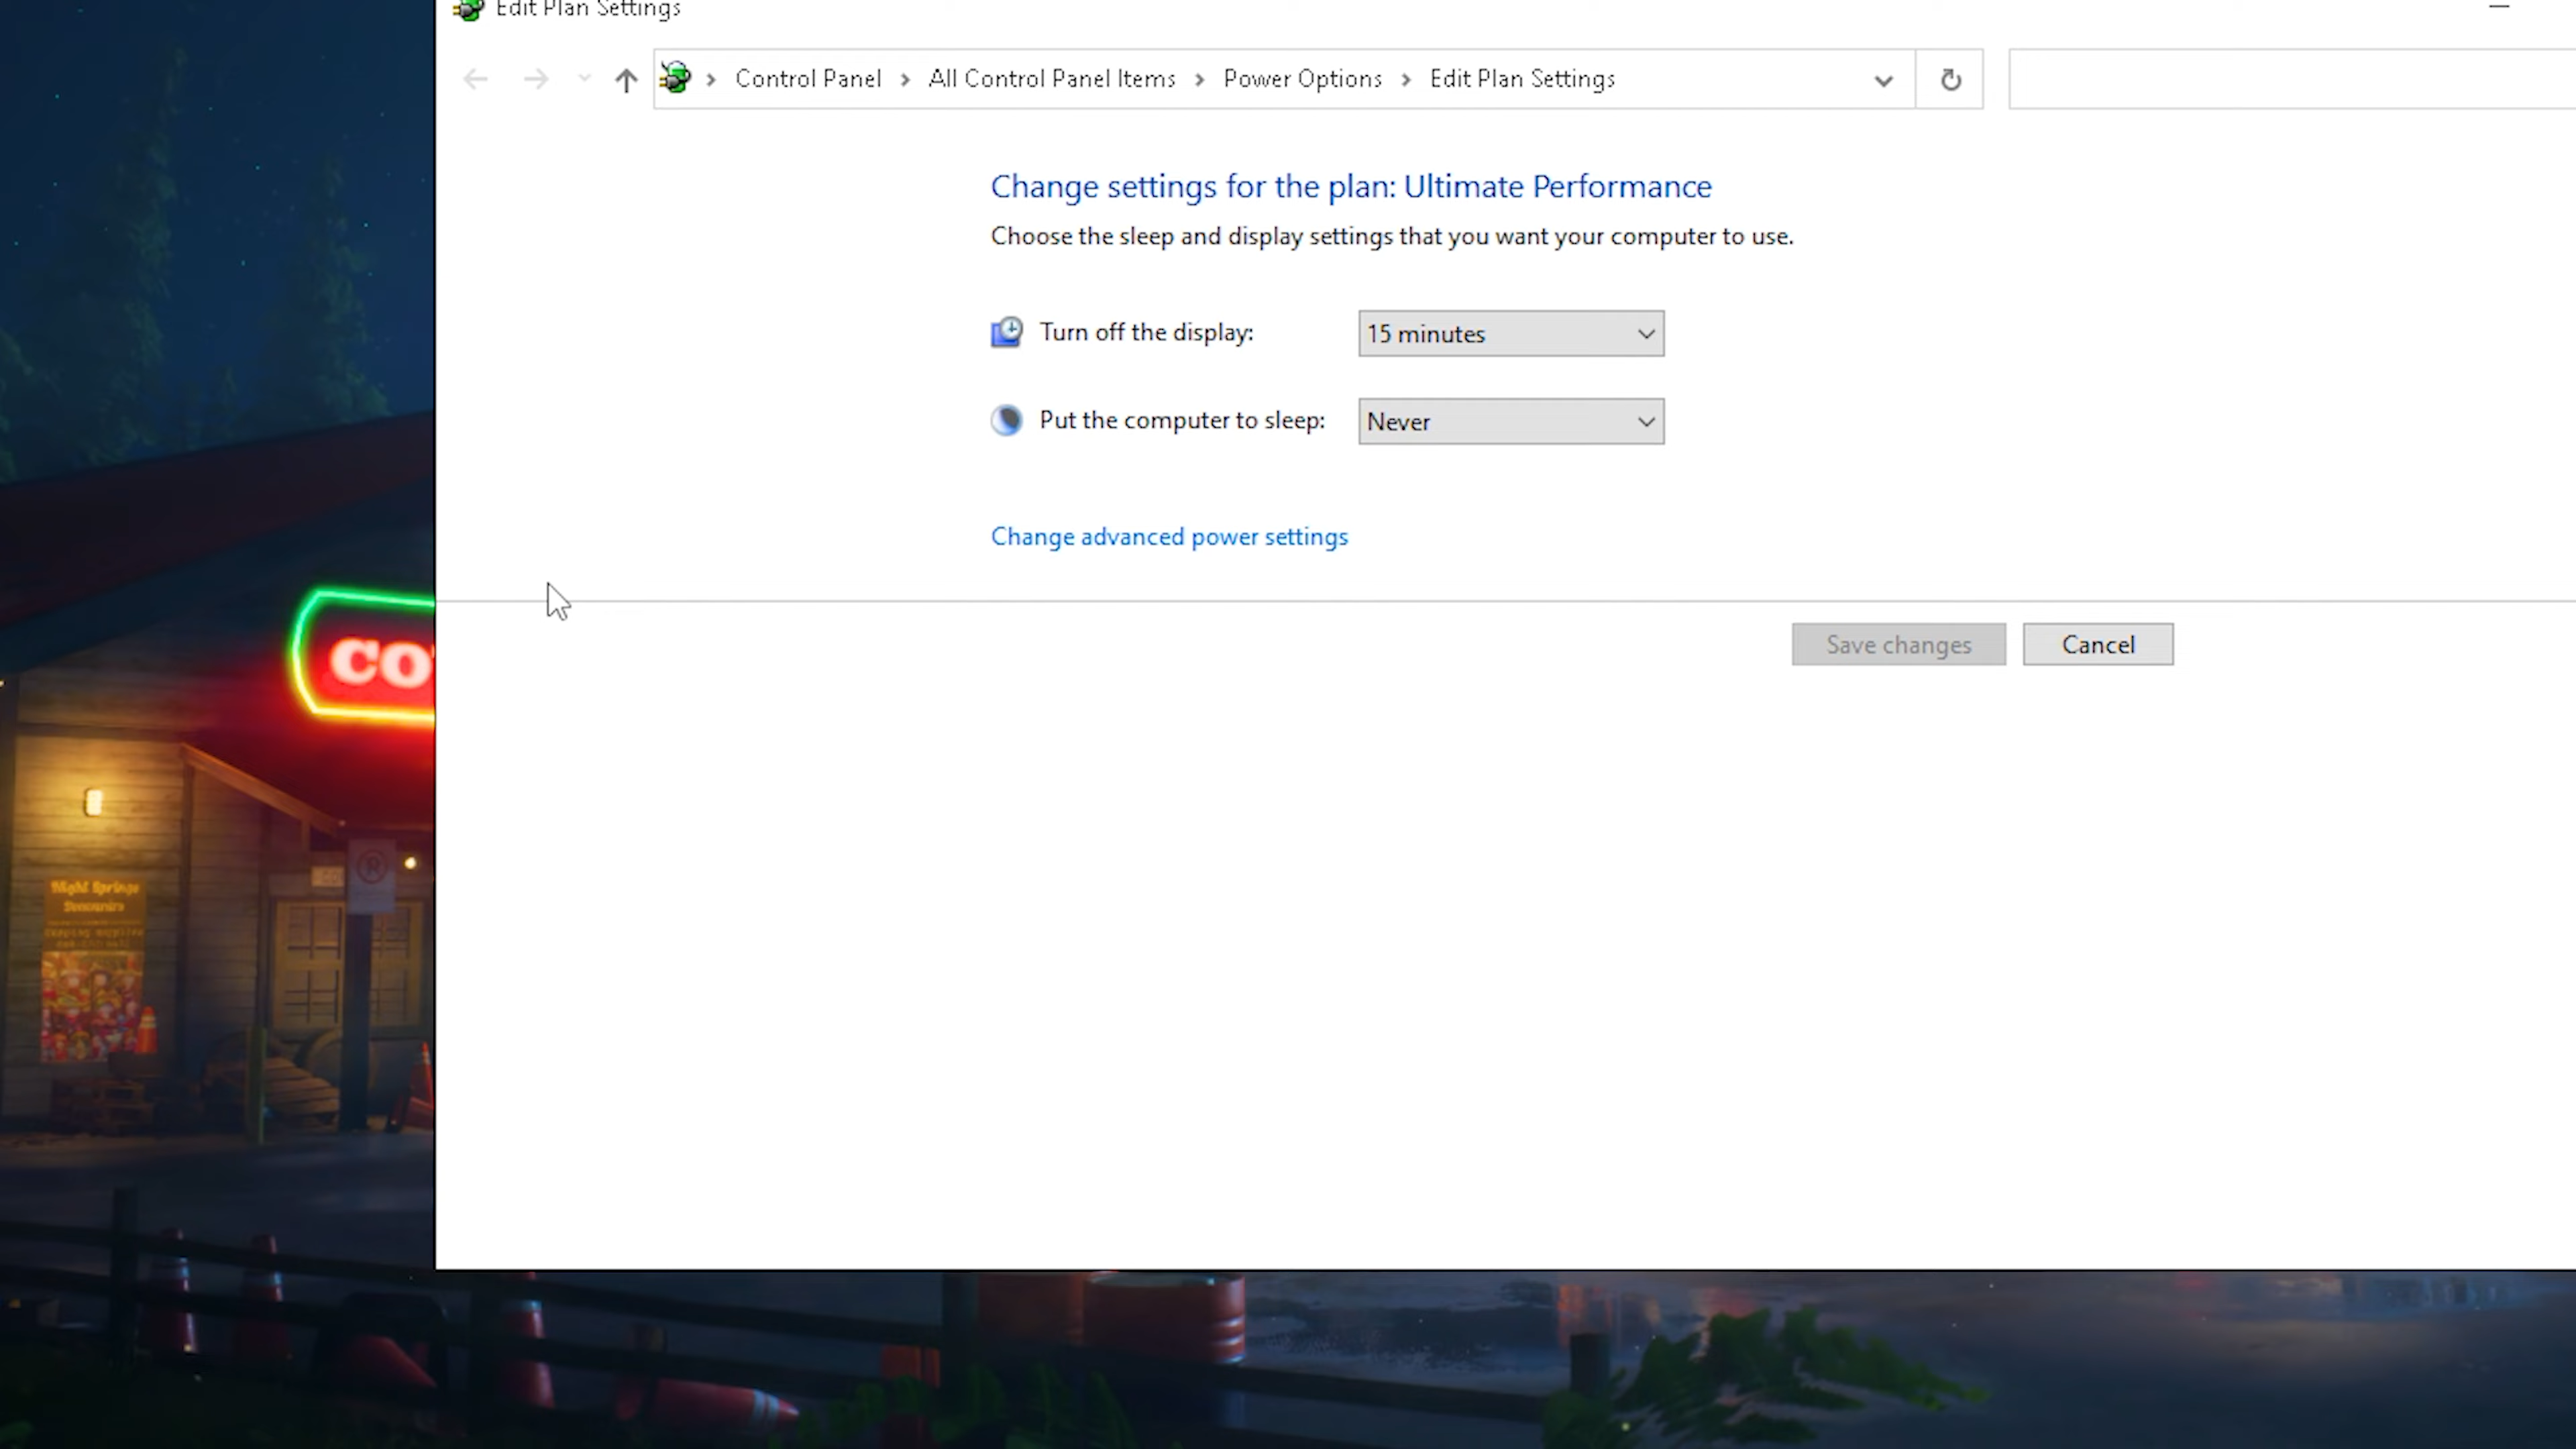 Edit Plan Settings
Control Panel > All Control Panel Items > Power Options > Edit Plan Settings
Change settings for the plan: Ultimate Performance
Choose the sleep and display settings that you want your computer to use.
Turn off the display: 15 minutes
Put the computer to sleep: Never
Change advanced power settings
Save changes Cancel
CO
Night Springs